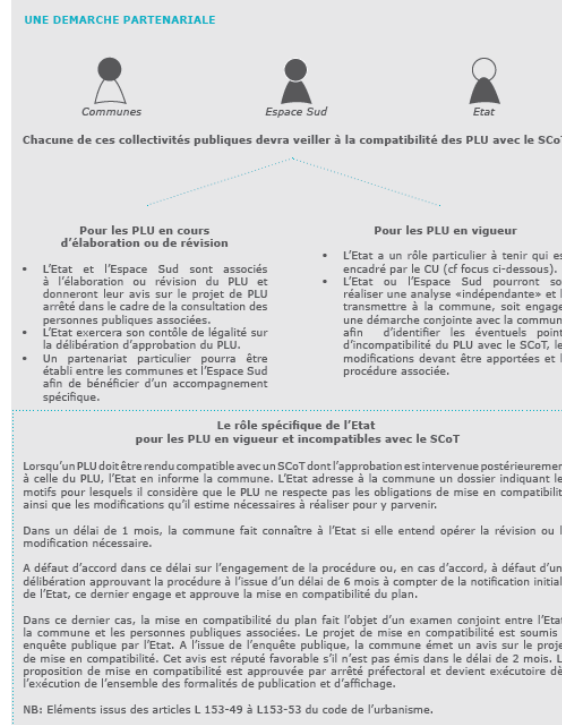 UNE DEMARCHE PARTENARIALE
Communes
Espace Sud
Etat
Chacune de ces collectivités publiques devra veiller à la compatibilité des PLU avec le SCoT
Pour les PLU en cours
d'élaboration ou de révision
• L'Etat et l'Espace Sud sont associés
à l'élaboration ou révision du PLU et
donneront leur avis sur le projet de PLU
arrêté dans le cadre de la consultation des
personnes publiques associées.
• L'Etat exercera son contôle de légalité sur
la délibération d'approbation du PLU.
• Un partenariat particulier pourra être
établi entre les communes et l'Espace Sud
afin de bénéficier d'un accompagnement
spécifique.
Pour les PLU en vigueur
• L'Etat a un rôle particulier à tenir qui es
encadré par le CU (cf focus ci-dessous).
• L'Etat ou l'Espace Sud pourront so
réaliser une analyse «indépendante» et l
transmettre à la commune, soit engage
une démarche conjointe avec la commun
afin d'identifier les éventuels point
d'incompatibilité du PLU avec le SCoT, le
modifications devant être apportées et l
procédure associée.
Le rôle spécifique de l'Etat
pour les PLU en vigueur et incompatibles avec le SCoT
Lorsqu'un PLU doit être rendu compatible avec un SCoT dont l'approbation est intervenue postérieuremen
à celle du PLU, l'Etat en informe la commune. L'Etat adresse à la commune un dossier indiquant le
motifs pour lesquels il considère que le PLU ne respecte pas les obligations de mise en compatibilit
ainsi que les modifications qu'il estime nécessaires à réaliser pour y parvenir.
Dans un délai de 1 mois, la commune fait connaître à l'Etat si elle entend opérer la révision ou l
modification nécessaire.
A défaut d'accord dans ce délai sur l'engagement de la procédure ou, en cas d'accord, à défaut d'un
délibération approuvant la procédure à l'issue d'un délai de 6 mois à compter de la notification initial
de l'Etat, ce dernier engage et approuve la mise en compatibilité du plan.
Dans ce dernier cas, la mise en compatibilité du plan fait l'objet d'un examen conjoint entre l'Etat
la commune et les personnes publiques associées. Le projet de mise en compatibilité est soumis
enquête publique par l'Etat. A l'issue de l'enquête publique, la commune émet un avis sur le proje
de mise en compatibilité. Cet avis est réputé favorable s'il n'est pas émis dans le délai de 2 mois. L
proposition de mise en compatibilité est approuvée par arrêté préfectoral et devient exécutoire dè
l'exécution de l'ensemble des formalités de publication et d'affichage.
NB: Eléments issus des articles L 153-49 à L153-53 du code de l'urbanisme.